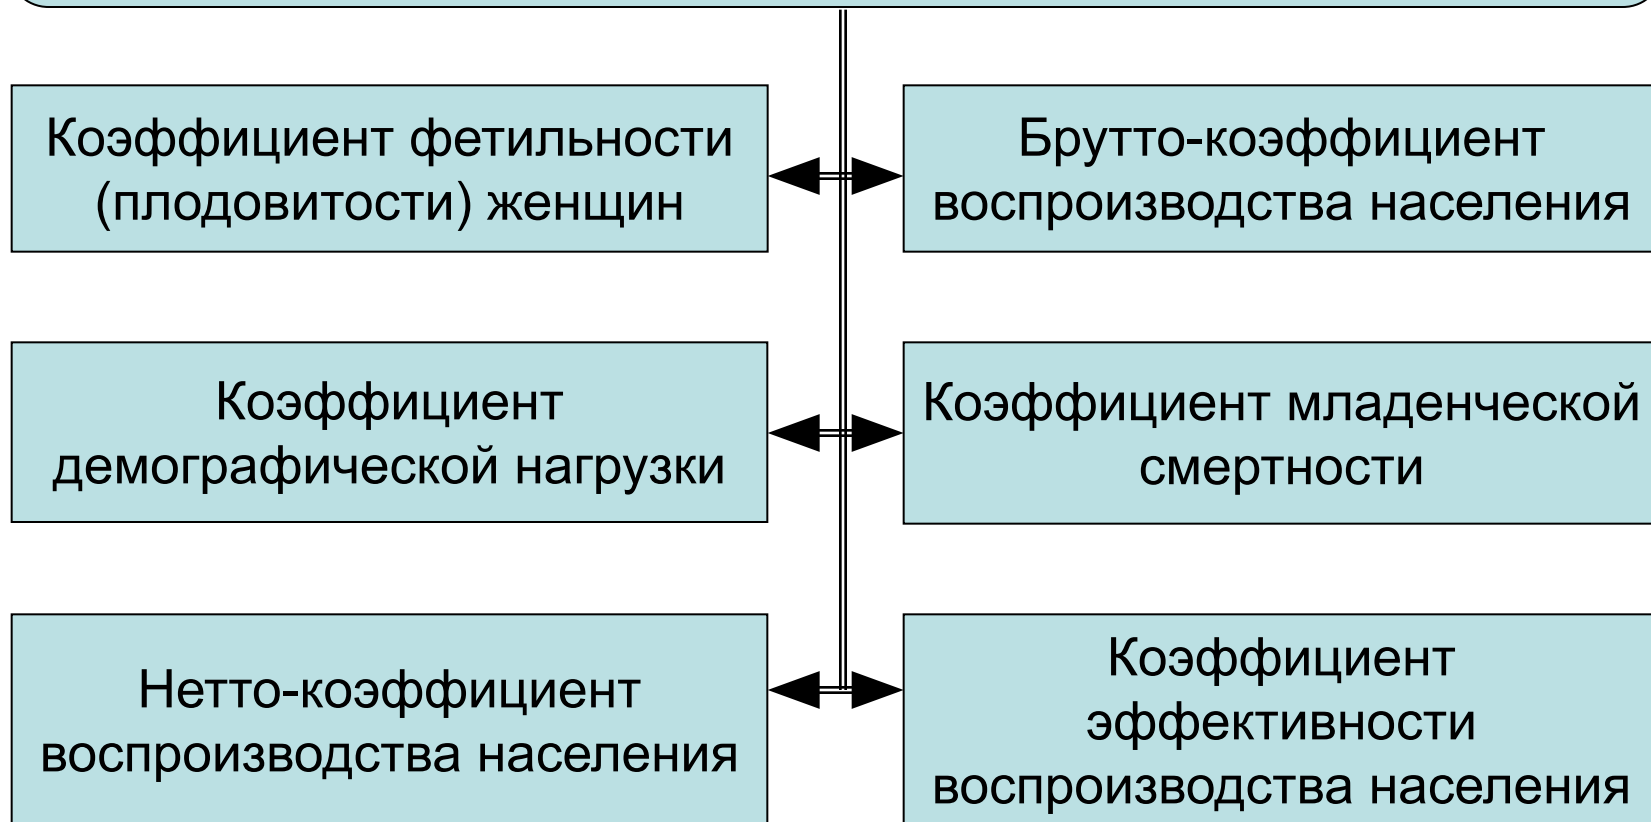 Коэффициент фетильности
(плодовитости) женщин
Брутто-коэффициент
воспроизводства населения
Коэффициент
демографической нагрузки
Коэффициент младенческой
смертности
Нетто-коэффициент
воспроизводства населения
Коэффициент
эффективности
воспроизводства населения